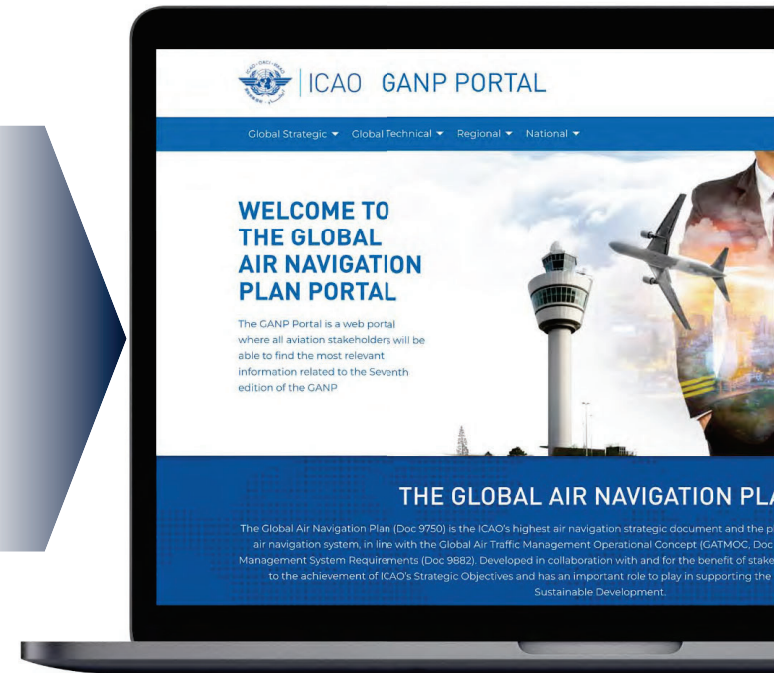 ICAO GANP PORTAL
Global Strategic Global Technical Regional National
WELCOME TO
THE GLOBAL
AIR NAVIGATION
PLAN PORTAL
The GANP Portal is a web portal
where all aviation stakeholders will be
able to find the most relevant
information related to the Seventh
edition of the GANP
THE GLOBAL AIR NAVIGATION PLA
The Global Air Navigation Plan (Doc 9750) is the ICAO's highest air navigation strategic document and the p
air navigation system, in line with the Global Air Traffic Management Operational Concept (GATMOC, Doc
Management System Requirements (Doc 9882). Developed in collaboration with and for the benefit of stake
to the achievement of ICAO's Strategic Objectives and has an important role to play in supporting the
Sustainable Development.